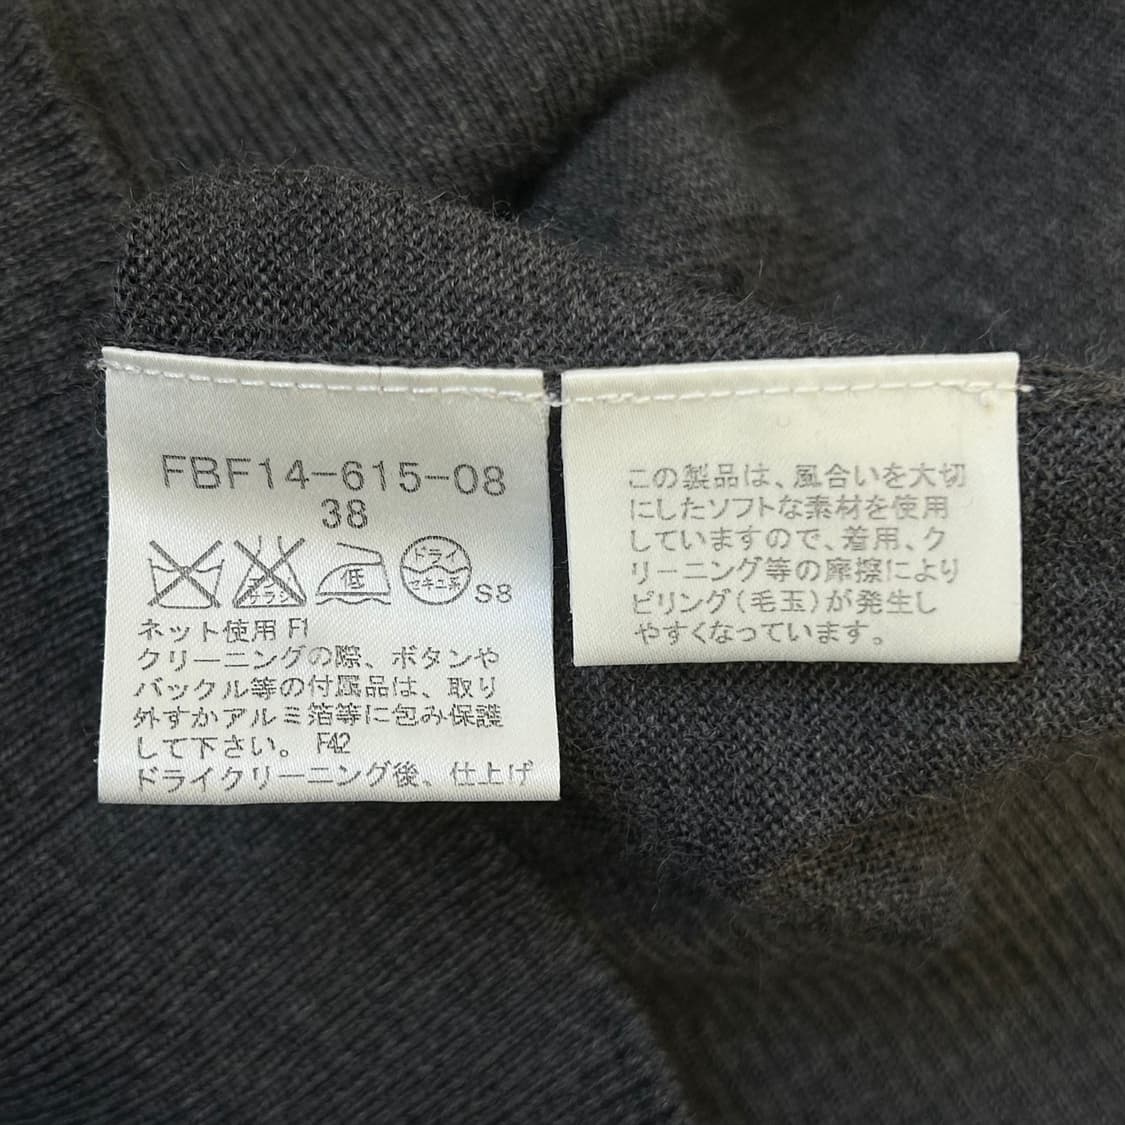 FBF14-615-08
38
エンソ
サラシ
低
ドライ
セキユ系
S8
ネット使用 F1
クリーニングの際、ボタンや
バックル等の付属品は、取り
外すかアルミ箔等に包み保護
して下さい。 F42
ドライクリーニング後、仕上げ
この製品は、風合いを大切
にしたソフトな素材を使用
していますので、着用、ク
リーニング等の摩擦により
ピリング(毛玉)が発生し
やすくなっています。